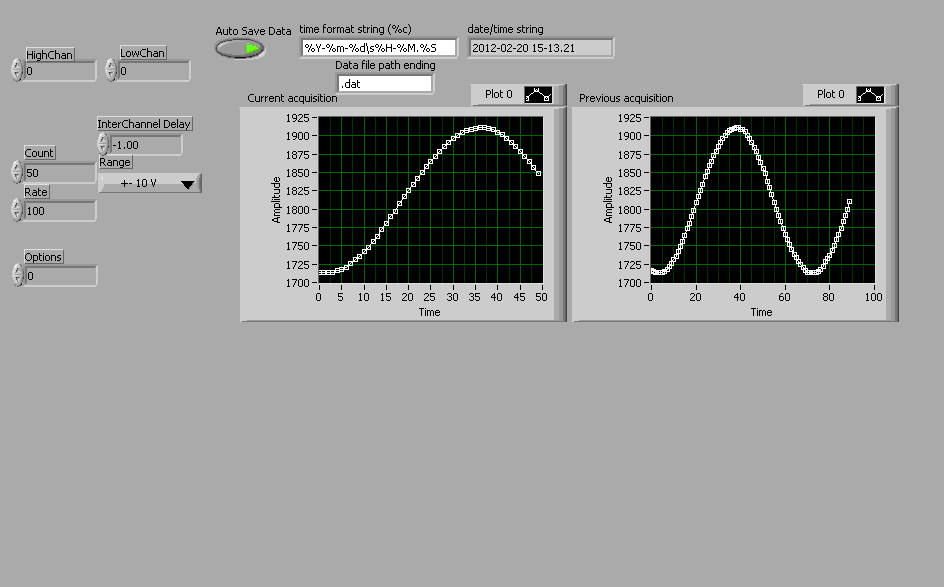 Auto Save Data
time format string (%c)
%Y-%m-%d\s%H-%M.%S
date/time string
2012-02-20 15-13.21
HighChan
0
LowChan
0
Data file path ending
.dat
InterChannel Delay
-1.00
Count
50
Range
+- 10 V
Rate
100
Options
0
Current acquisition
Plot 0
Amplitude
1925
1900
1875
1850
1825
1800
1775
1750
1725
1700
0 5 10 15 20 25 30 35 40 45 50
Time
Previous acquisition
Plot 0
Amplitude
1925
1900
1875
1850
1825
1800
1775
1750
1725
1700
0 20 40 60 80 100
Time